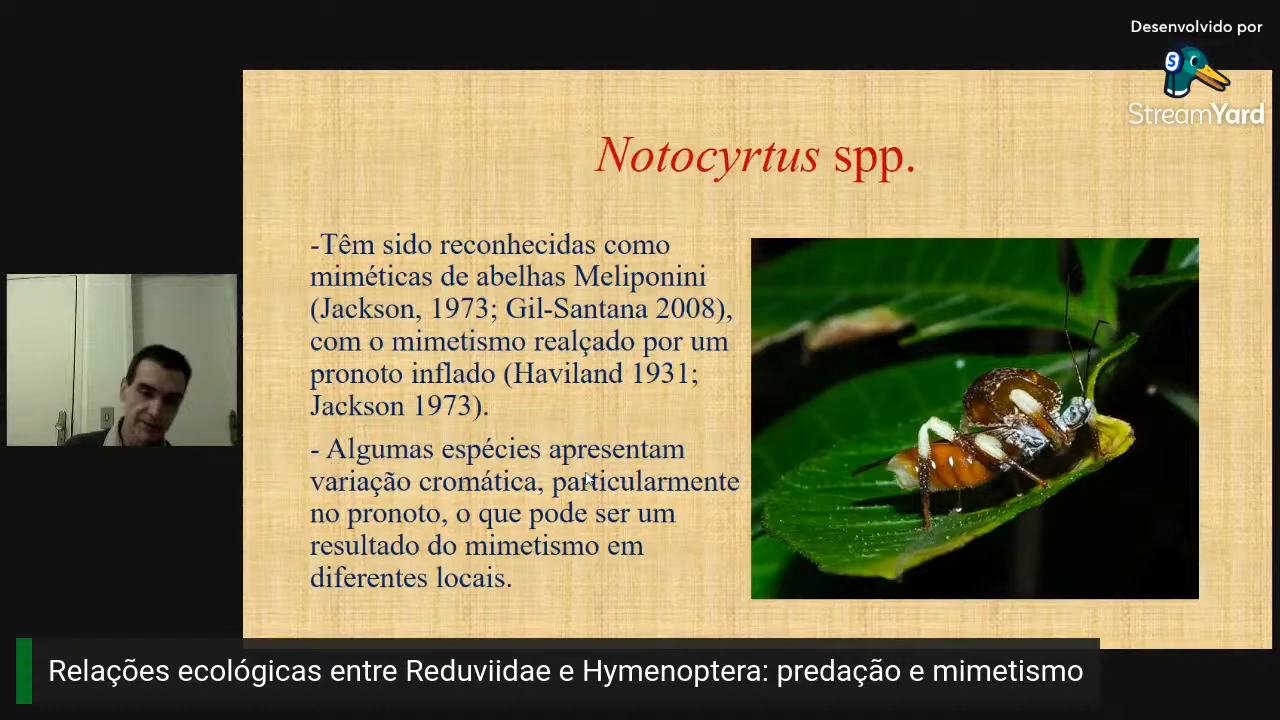 Desenvolvido por
StreamYard
Notocyrtus spp.
-Têm sido reconhecidas como
miméticas de abelhas Meliponini
(Jackson, 1973; Gil-Santana 2008),
com o mimetismo realçado por um
pronoto inflado (Haviland 1931;
Jackson 1973).
- Algumas espécies apresentam
variação cromática, particularmente
no pronoto, o que pode ser um
resultado do mimetismo em
diferentes locais.
Relações ecológicas entre Reduviidae e Hymenoptera: predação e mimetismo